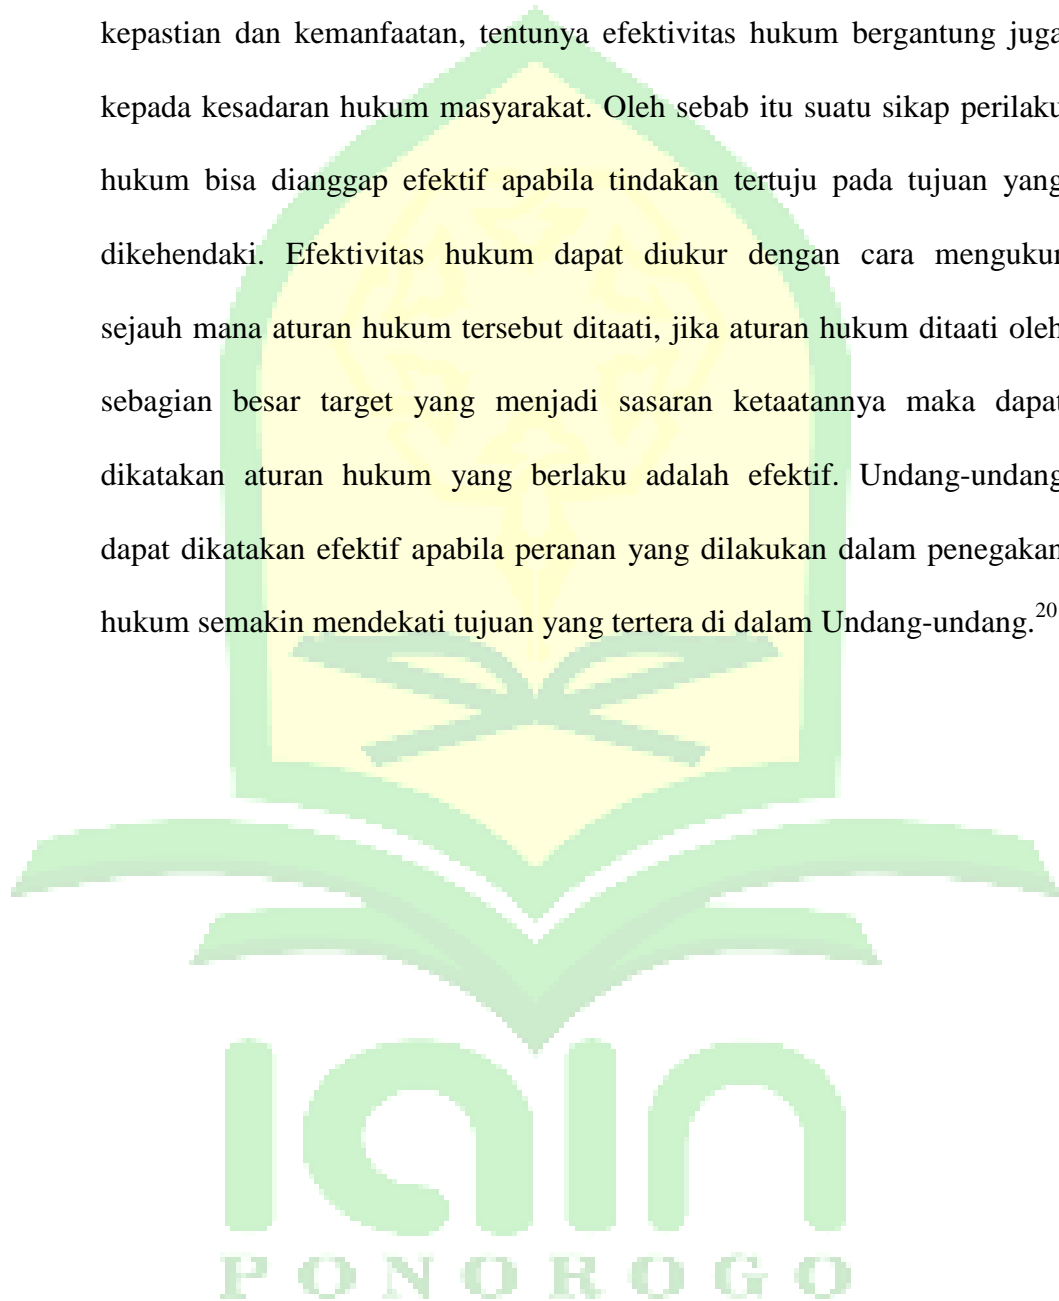 kepastian dan kemanfaatan, tentunya efektivitas hukum bergantung juga
kepada kesadaran hukum masyarakat. Oleh sebab itu suatu sikap perilaku
hukum bisa dianggap efektif apabila tindakan tertuju pada tujuan yang
dikehendaki. Efektivitas hukum dapat diukur dengan cara mengukur
sejauh mana aturan hukum tersebut ditaati, jika aturan hukum ditaati oleh
sebagian besar target yang menjadi sasaran ketaatannya maka dapat
dikatakan aturan hukum yang berlaku adalah efektif. Undang-undang
dapat dikatakan efektif apabila peranan yang dilakukan dalam penegakan
hukum semakin mendekati tujuan yang tertera di dalam Undang-undang.20
iain
PONOROGO